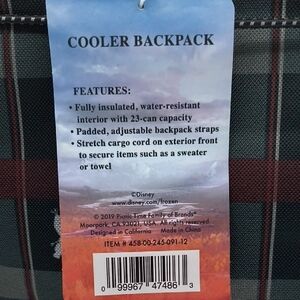 COOLER BACKPACK
FEATURES:
• Fully insulated, water-resistant
interior with 23-can capacity
• Padded, adjustable backpack straps
• Stretch cargo cord on exterior front
to secure items such as a sweater
or towel
©Disney
www.disney.com/frozen
© 2019 Picnic Time Family of Brands®
Moorpark, CA 93021, USA. All rights reserved.
Designed in California Made in China
ITEM # 458-00-245-091-12
0 99967 47486 3